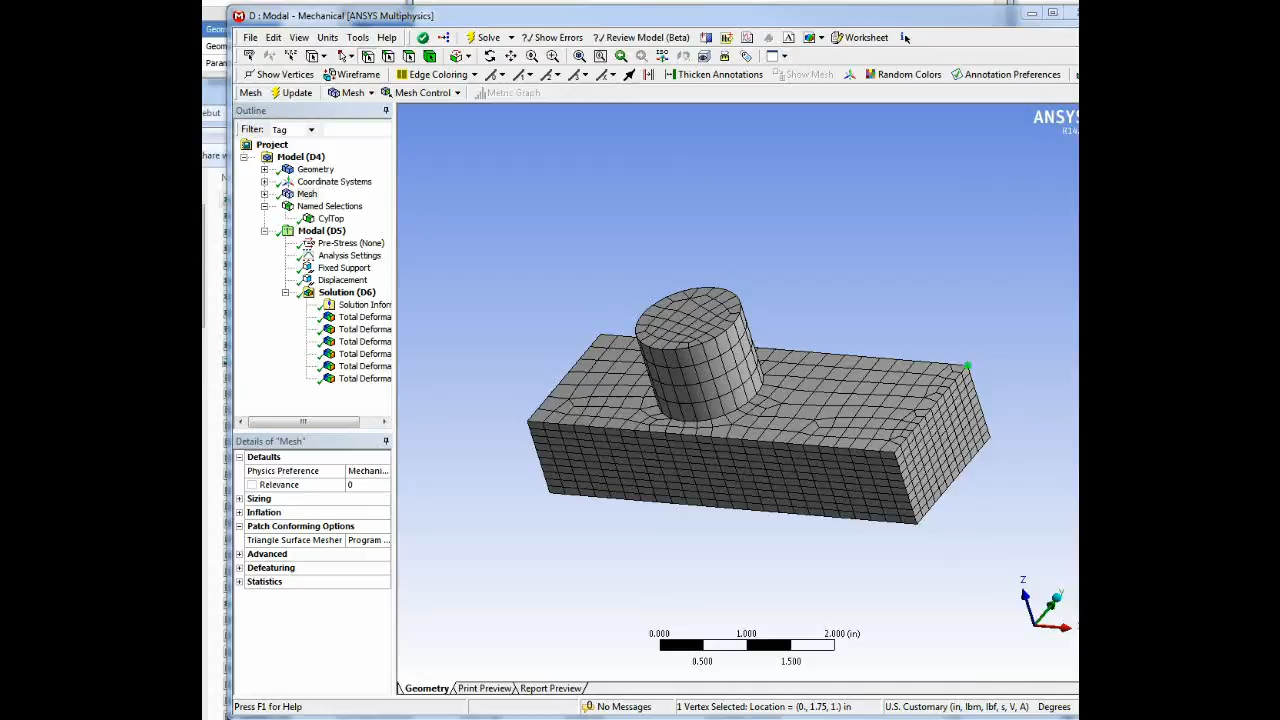 D : Modal - Mechanical [ANSYS Multiphysics]
File Edit View Units Tools Help Solve ?/ Show Errors Worksheet
Show Vertices Wireframe Edge Coloring Thicken Annotations Show Mesh Random Colors Annotation Preferences
Mesh Update Mesh Mesh Control Metric Graph
Outline
Filter: Tag
Project
Model (D4)
Geometry
Coordinate Systems
Mesh
Named Selections
CylTop
Modal (D5)
Pre-Stress (None)
Analysis Settings
Fixed Support
Displacement
Solution (D6)
Solution Inforr
Total Deforma
Total Deforma
Total Deforma
Total Deforma
Total Deforma
Total Deforma
Details of "Mesh"
Defaults
Physics Preference Mechani...
Relevance 0
Sizing
Inflation
Patch Conforming Options
Triangle Surface Mesher Program ...
Advanced
Defeaturing
Statistics
ANSYS
R14.
Z
0.000 1.000 2.000 (in)
0.500 1.500
Geometry Print Preview Report Preview
Press F1 for Help No Messages 1 Vertex Selected: Location = (0., 1.75, 1.) in U.S. Customary (in, lbm, lbf, s, V, A) Degrees